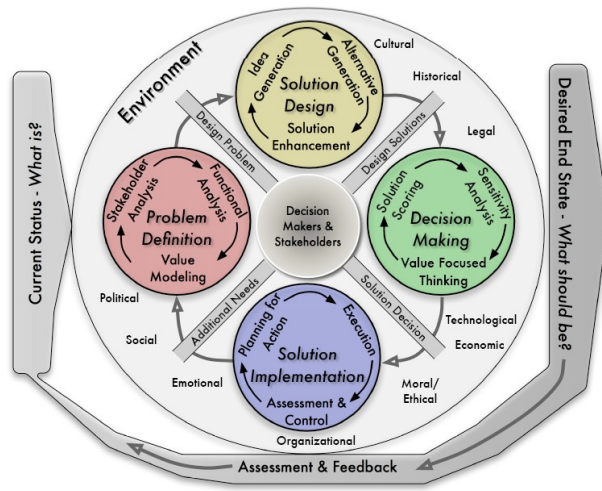 Environment
Cultural
Historical
Legal
Technological
Economic
Moral/
Ethical
Organizational
Emotional
Social
Political
Current Status - What is?
Desired End State - What should be?
Assessment & Feedback
Idea
Generation
Alternative
Generation
Solution
Design
Solution
Enhancement
Design Problem
Design Solutions
Stakeholder
Analysis
Functional
Analysis
Problem
Definition
Value
Modeling
Decision
Makers &
Stakeholders
Solution
Scoring
Sensitivity
Analysis
Decision
Making
Value Focused
Thinking
Additional Needs
Solution Decision
Planning for
Action
Execution
Solution
Implementation
Assessment &
Control